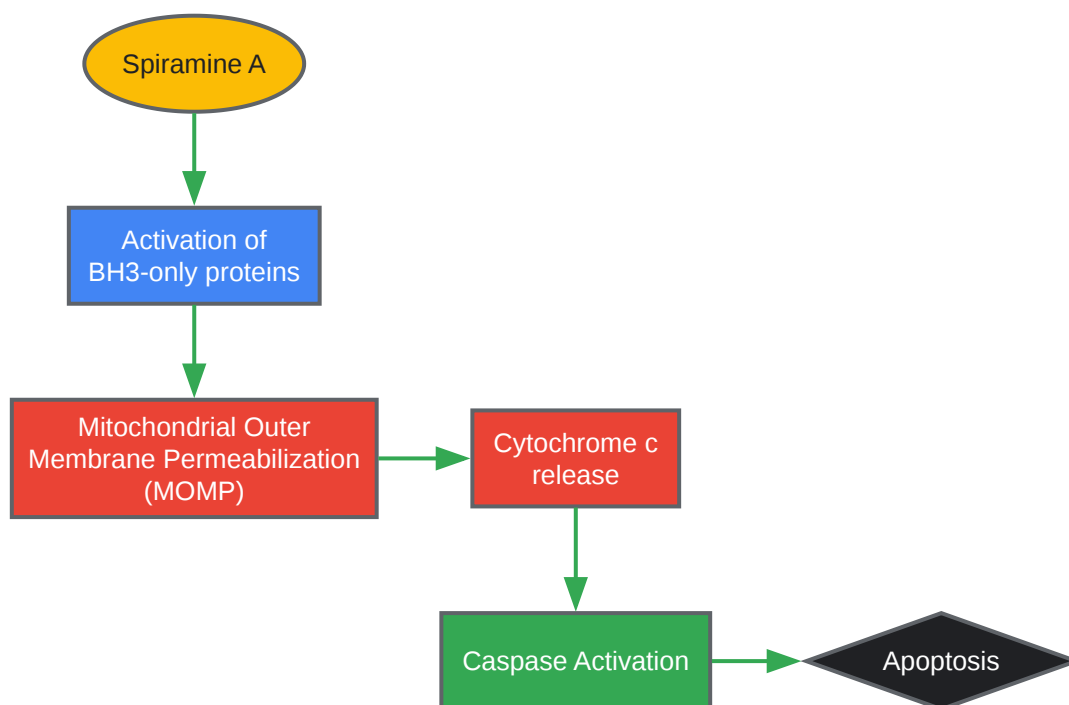 Spiramine A
Activation of
BH3-only proteins
Mitochondrial Outer
Membrane Permeabilization
(MOMP)
Cytochrome c
release
Caspase Activation
Apoptosis